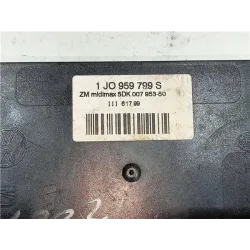 1 JO 959 799 S
ZM midimax 5DK 007 953-50
III 617.99